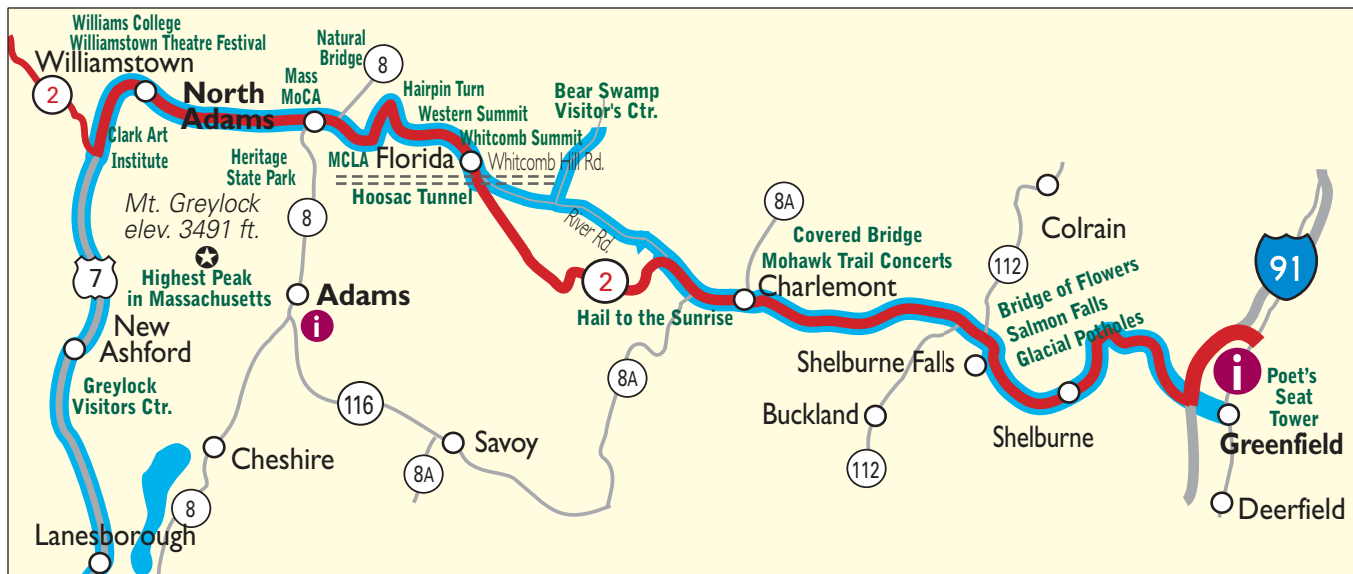 Williams College
Williamstown Theatre Festival
Williamstown
2
North
Adams
Clark Art
Institute
Mass
MoCA
Natural
Bridge
8
Hairpin Turn
Western Summit
Whitcomb Summit
Bear Swamp
Visitor's Ctr.
Heritage
State Park
MCLA
Florida
Whitcomb Hill Rd.
Hoosac Tunnel
Mt. Greylock
elev. 3491 ft.
Highest Peak
in Massachusetts
8
7
Adams
i
New
Ashford
Greylock
Visitors Ctr.
River Rd.
2
Hail to the Sunrise
8A
Covered Bridge
Mohawk Trail Concerts
Charlemont
112
Colrain
Bridge of Flowers
Salmon Falls
Glacial Potholes
91
Shelburne Falls
8A
116
Buckland
112
Shelburne
i
Poet's
Seat
Tower
Greenfield
Deerfield
Savoy
8A
Cheshire
8
Lanesborough